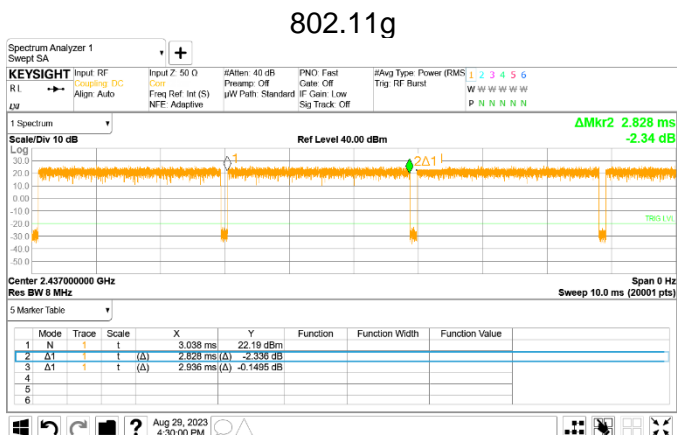 802.11g
Spectrum Analyzer 1
Swept SA
+
KEYSIGHT Input: RF Input Z: 50 Ω #Atten: 40 dB PNO: Fast #Avg Type: Power (RMS) 1 2 3 4 5 6
RL Coupling: DC Corr Preamp: Off Gate: Off Trig: RF Burst W W W W W W
Align: Auto Freq Ref: Int (S) µW Path: Standard IF Gain: Low
NFE: Adaptive Sig Track: Off P N N N N N
1 Spectrum ΔMkr2 2.828 ms
Scale/Div 10 dB Ref Level 40.00 dBm -2.34 dB
Log
30.0
1 2Δ1
20.0
10.0
0.00
-10.0
-20.0 TRIG LVL
-30.0
-40.0
-50.0
Center 2.437000000 GHz Span 0 Hz
Res BW 8 MHz Sweep 10.0 ms (20001 pts)
5 Marker Table
Mode Trace Scale X Y Function Function Width Function Value
1 N 1 t 3.038 ms 22.19 dBm
2 Δ1 1 t (Δ) 2.828 ms (Δ) -2.336 dB
3 Δ1 1 t (Δ) 2.936 ms (Δ) -0.1495 dB
4
5
6
? Aug 29, 2023
4:30:00 PM